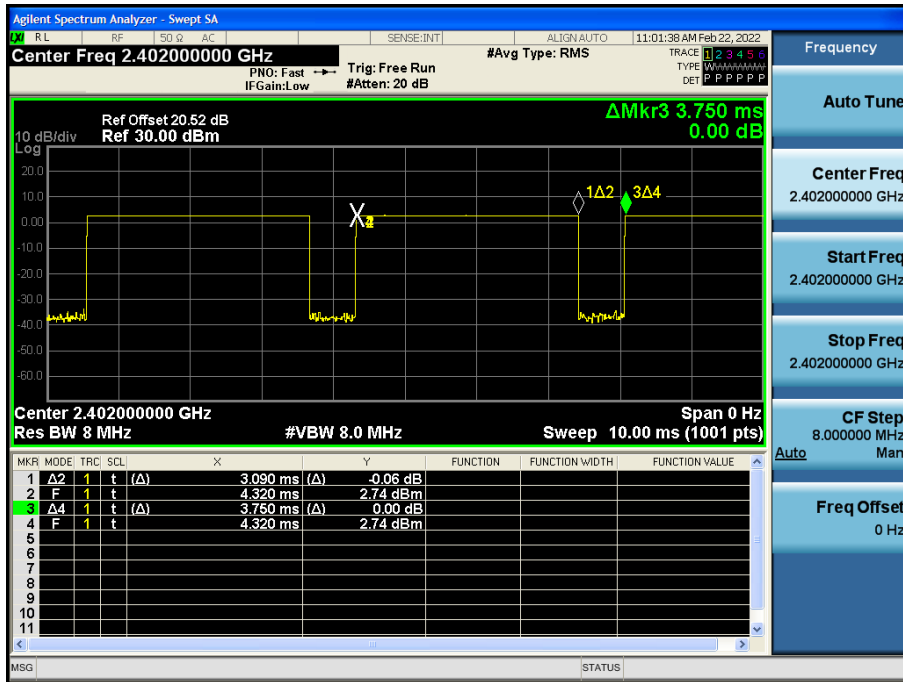 Agilent Spectrum Analyzer - Swept SA
LXI RL RF 50 Ω AC SENSE:INT ALIGN AUTO 11:01:38 AM Feb 22, 2022
Center Freq 2.402000000 GHz #Avg Type: RMS TRACE 1 2 3 4 5 6
PNO: Fast Trig: Free Run TYPE W
IFGain:Low #Atten: 20 dB DET P P P P P P
Frequency
Auto Tune
Center Freq
2.402000000 GHz
Start Freq
2.402000000 GHz
Stop Freq
2.402000000 GHz
CF Step
8.000000 MHz
Auto Man
Freq Offset
0 Hz
ΔMkr3 3.750 ms
0.00 dB
Ref Offset 20.52 dB
10 dB/div Ref 30.00 dBm
Log
20.0
10.0
0.00
-10.0
-20.0
-30.0
-40.0
-50.0
-60.0
1Δ2 3Δ4
X
Center 2.402000000 GHz Span 0 Hz
Res BW 8 MHz #VBW 8.0 MHz Sweep 10.00 ms (1001 pts)
MKR MODE TRC SCL X Y FUNCTION FUNCTION WIDTH FUNCTION VALUE
1 Δ2 1 t (Δ) 3.090 ms (Δ) -0.06 dB
2 F 1 t 4.320 ms 2.74 dBm
3 Δ4 1 t (Δ) 3.750 ms (Δ) 0.00 dB
4 F 1 t 4.320 ms 2.74 dBm
5
6
7
8
9
10
11
MSG STATUS